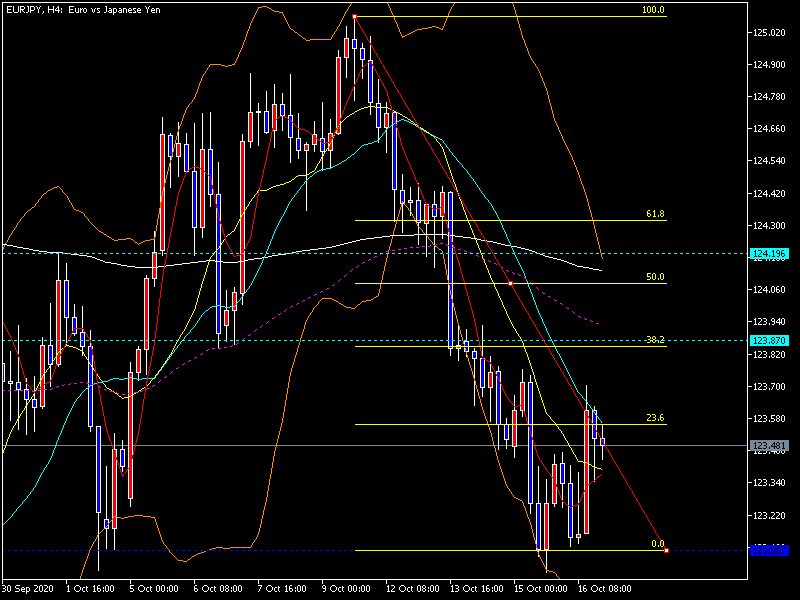 EURJPY, H4: Euro vs Japanese Yen
100.0
61.8
50.0
38.2
23.6
0.0
125.020
124.900
124.780
124.660
124.540
124.420
124.300
124.196
124.060
123.940
123.870
123.820
123.700
123.580
123.481
123.340
123.220
30 Sep 2020
1 Oct 16:00
5 Oct 00:00
6 Oct 08:00
7 Oct 16:00
9 Oct 00:00
12 Oct 08:00
13 Oct 16:00
15 Oct 00:00
16 Oct 08:00